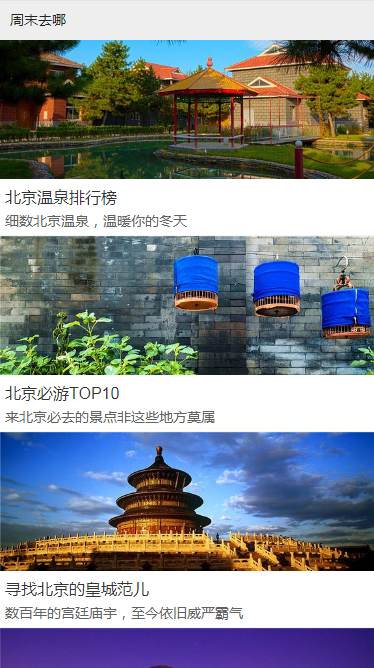 周末去哪
北京温泉排行榜
细数北京温泉，温暖你的冬天
北京必游TOP10
来北京必去的景点非这些地方莫属
寻找北京的皇城范儿
数百年的宫廷庙宇，至今依旧威严霸气